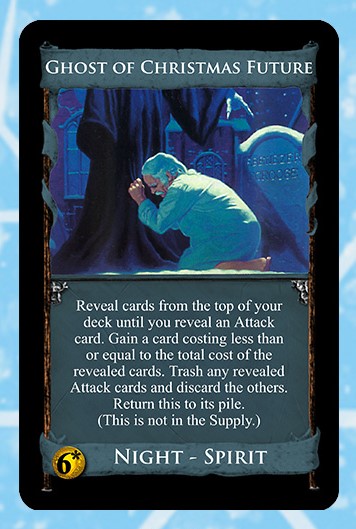 GHOST OF CHRISTMAS FUTURE
EBENEZER
SCROOGE
Reveal cards from the top of your
deck until you reveal an Attack
card. Gain a card costing less than
or equal to the total cost of the
revealed cards. Trash any revealed
Attack cards and discard the others.
Return this to its pile.
(This is not in the Supply.)
6*
NIGHT - SPIRIT